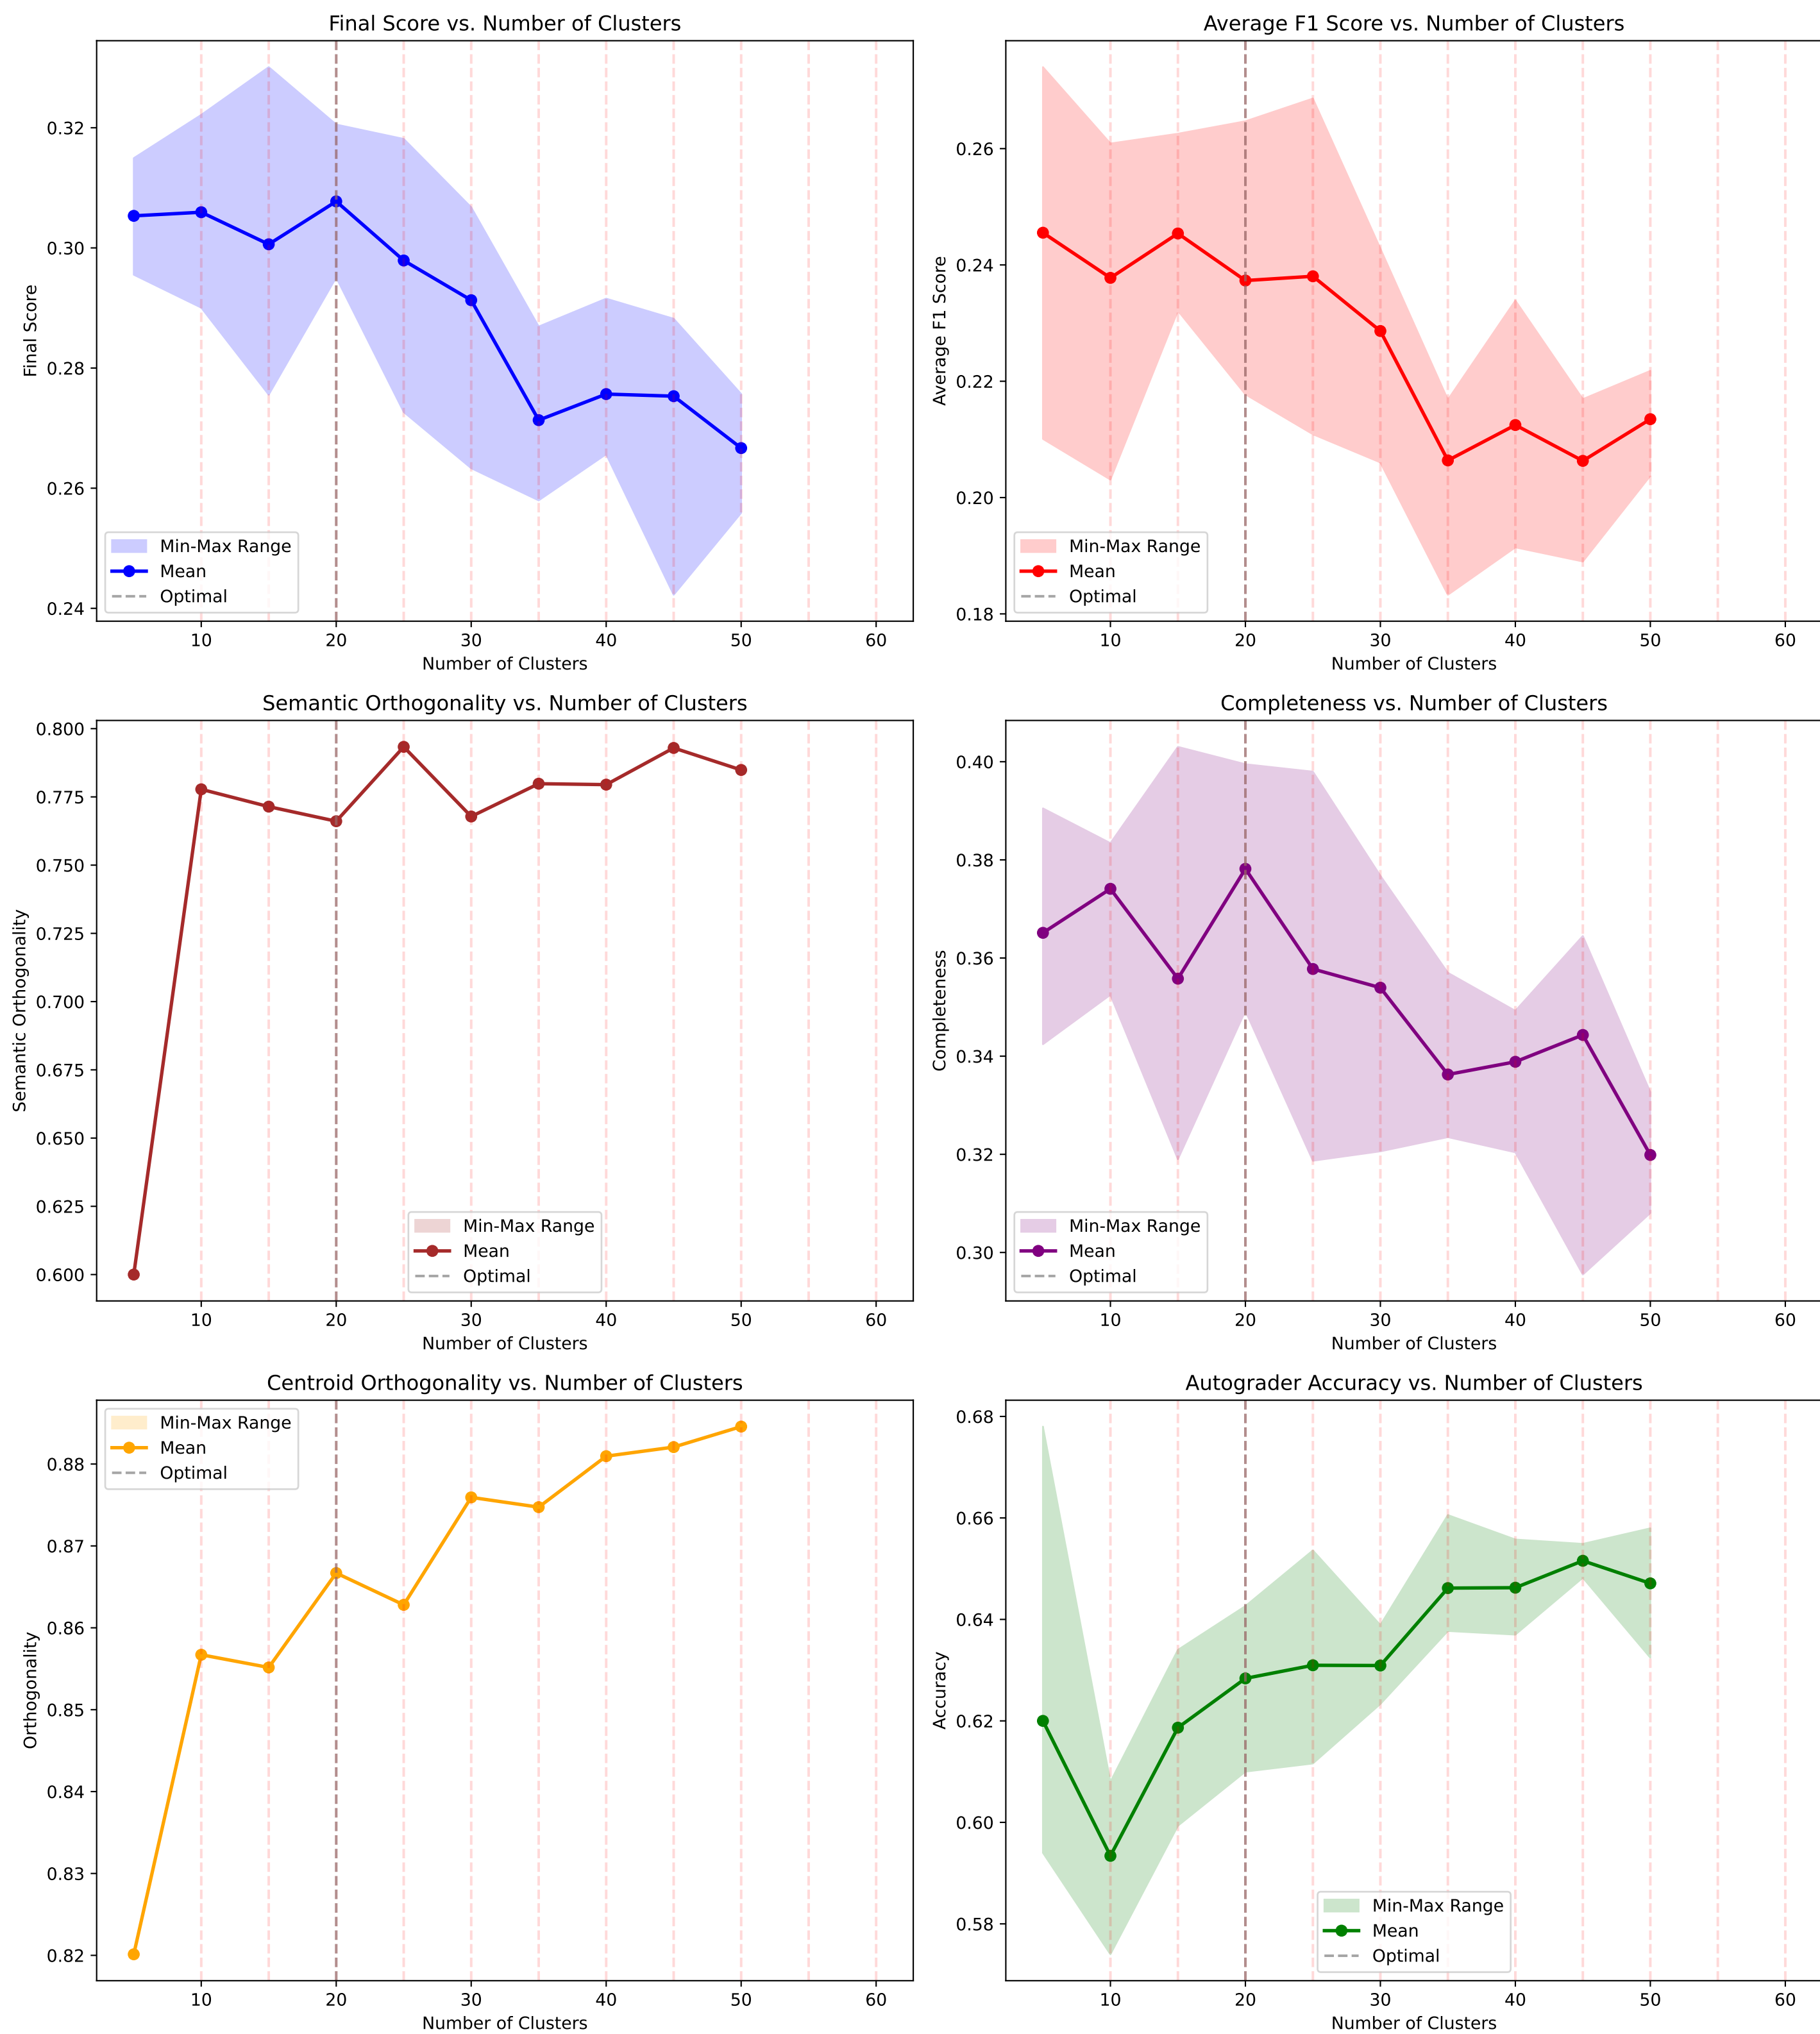 Final Score vs. Number of Clusters
Final Score
0.32
0.30
0.28
0.26
0.24
Min-Max Range
Mean
Optimal
10 20 30 40 50 60
Number of Clusters
Average F1 Score vs. Number of Clusters
Average F1 Score
0.26
0.24
0.22
0.20
0.18
Min-Max Range
Mean
Optimal
10 20 30 40 50 60
Number of Clusters
Semantic Orthogonality vs. Number of Clusters
Semantic Orthogonality
0.800
0.775
0.750
0.725
0.700
0.675
0.650
0.625
0.600
Min-Max Range
Mean
Optimal
10 20 30 40 50 60
Number of Clusters
Completeness vs. Number of Clusters
Completeness
0.40
0.38
0.36
0.34
0.32
0.30
Min-Max Range
Mean
Optimal
10 20 30 40 50 60
Number of Clusters
Centroid Orthogonality vs. Number of Clusters
Orthogonality
Min-Max Range
Mean
Optimal
0.88
0.87
0.86
0.85
0.84
0.83
0.82
10 20 30 40 50 60
Number of Clusters
Autograder Accuracy vs. Number of Clusters
Accuracy
0.68
0.66
0.64
0.62
0.60
0.58
Min-Max Range
Mean
Optimal
10 20 30 40 50 60
Number of Clusters